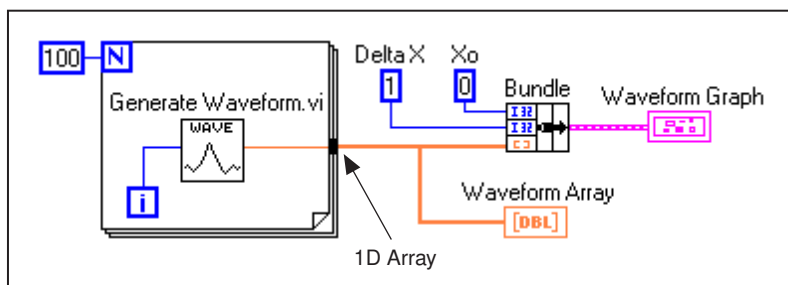 100
N
Generate Waveform.vi
WAVE
i
Delta X
1
Xo
0
Bundle
I32
I32
[ ]
Waveform Graph
Waveform Array
[DBL]
1D Array